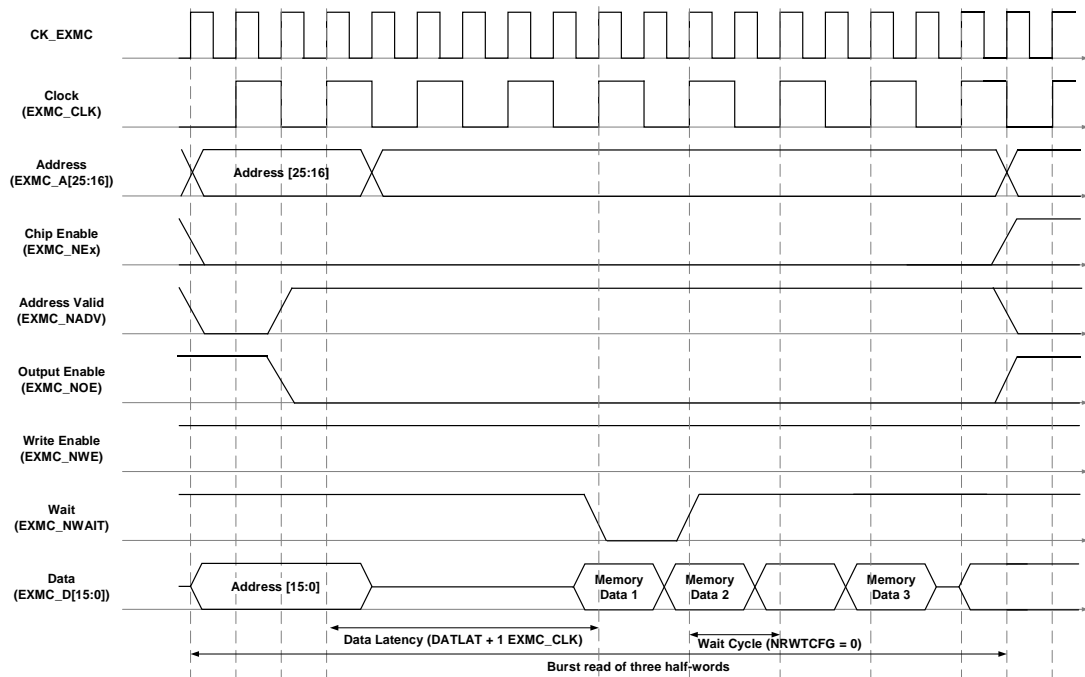 CK_EXMC
Clock
(EXMC_CLK)
Address
(EXMC_A[25:16])
Address [25:16]
Chip Enable
(EXMC_NEx)
Address Valid
(EXMC_NADV)
Output Enable
(EXMC_NOE)
Write Enable
(EXMC_NWE)
Wait
(EXMC_NWAIT)
Data
(EXMC_D[15:0])
Address [15:0]
Memory
Data 1
Memory
Data 2
Memory
Data 3
Data Latency (DATLAT + 1 EXMC_CLK)
Wait Cycle (NRWTCFG = 0)
Burst read of three half-words